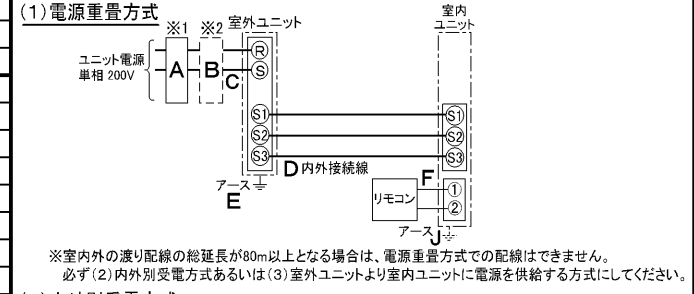 (1)電源重畳方式
※1 ※2 室外ユニット
室内
ユニット
ユニット電源
単相 200V
A
B
C
R
S
S1
S2
S3
S1
S2
S3
D 内外接続線
アース
E
リモコン
F
①
②
アース J
※室内外の渡り配線の総延長が80m以上となる場合は、電源重畳方式での配線はできません。
必ず(2)内外別受電方式あるいは(3)室外ユニットより室内ユニットに電源を供給する方式にしてください。